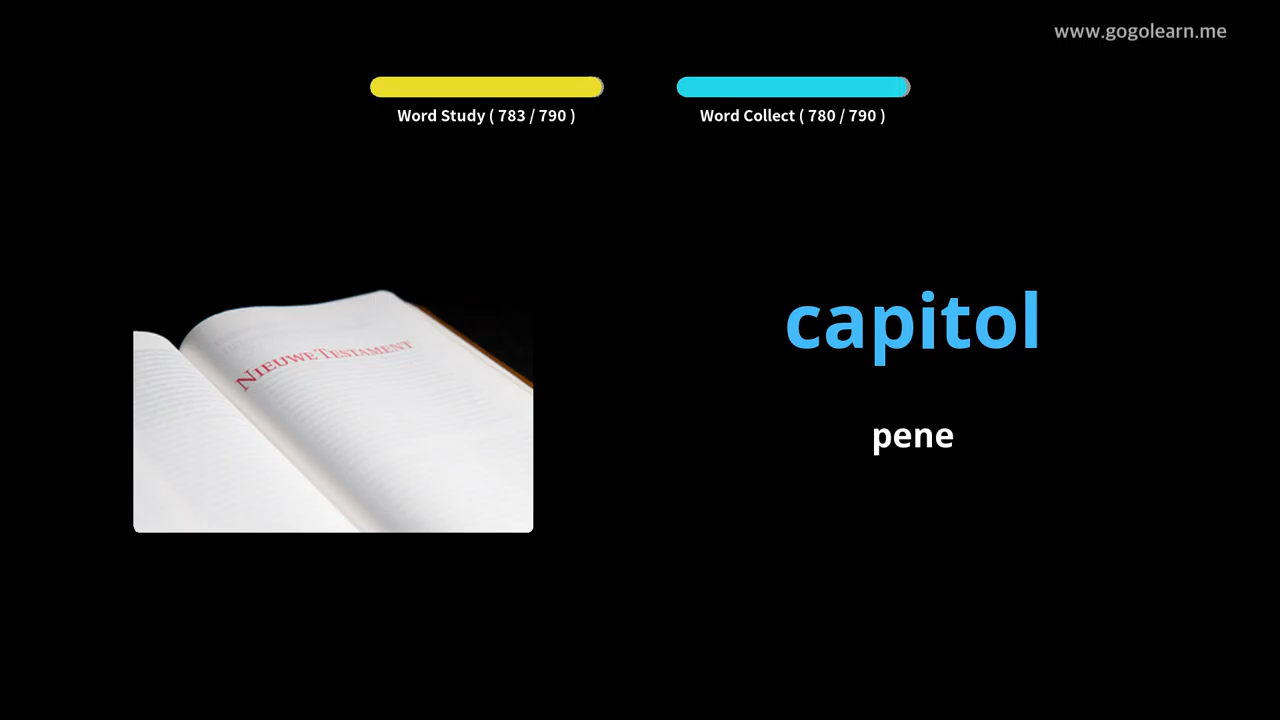 www.gogolearn.me
Word Study ( 783 / 790 )
Word Collect ( 780 / 790 )
NIEUWE TESTAMENT
capitol
pene